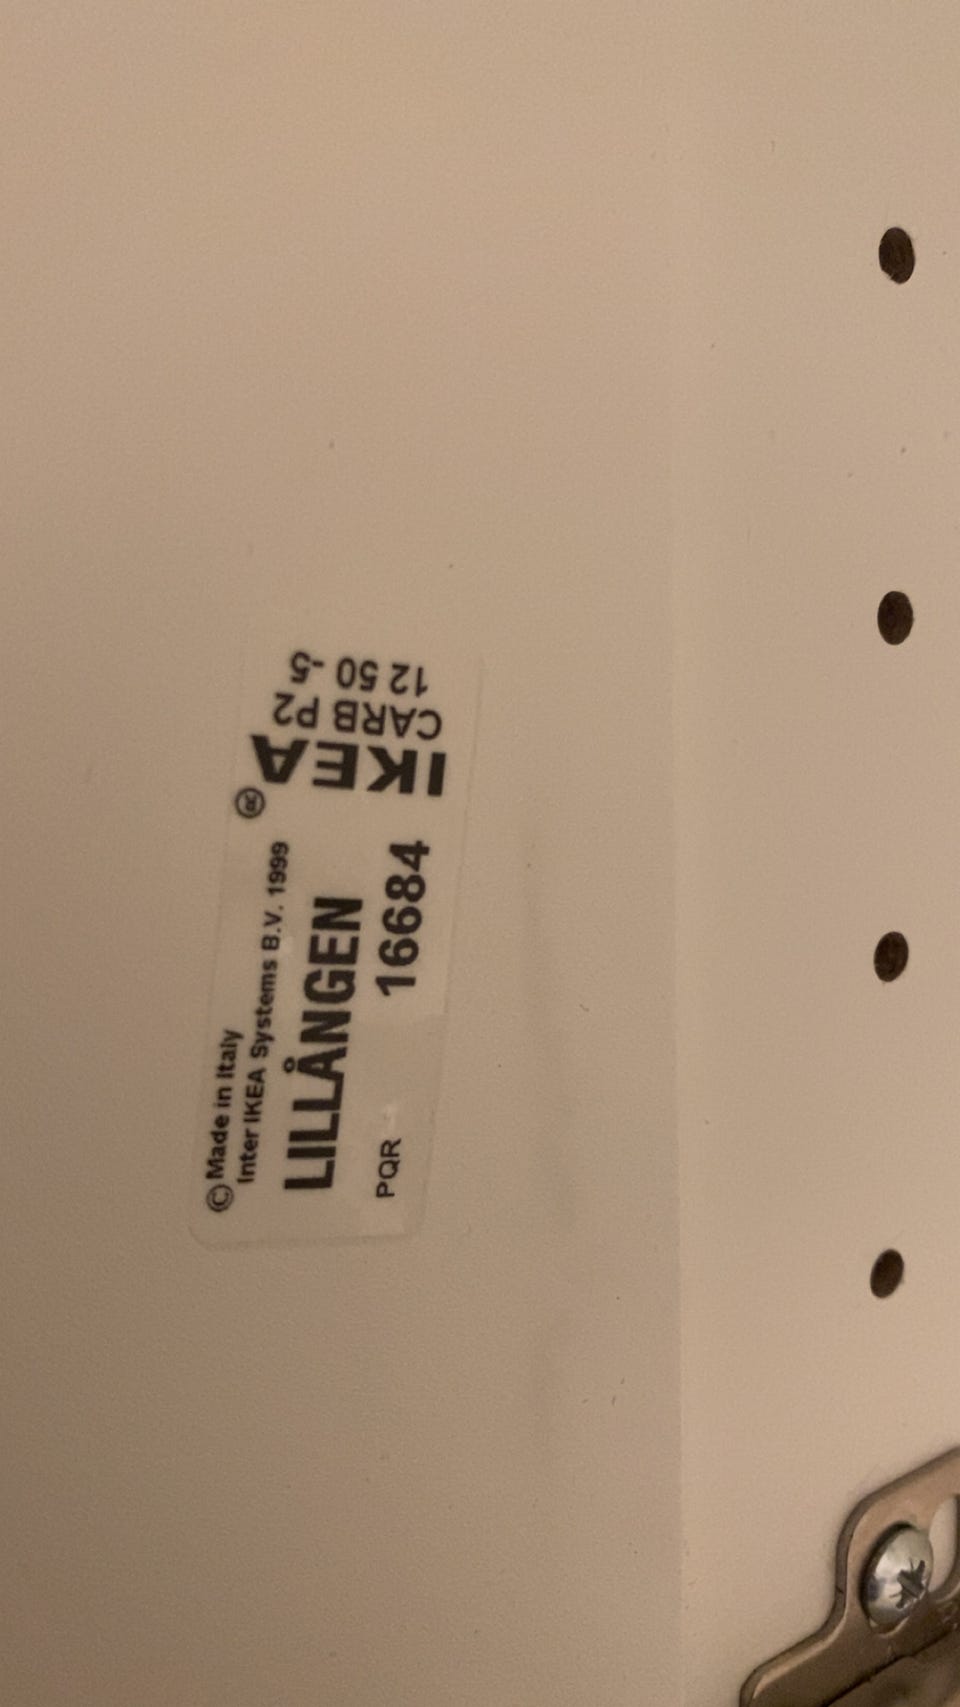 © Made in Italy
Inter IKEA Systems B.V. 1999
LILLÅNGEN
PQR 16684
®
IKEA
CARB P2
12 50 -5